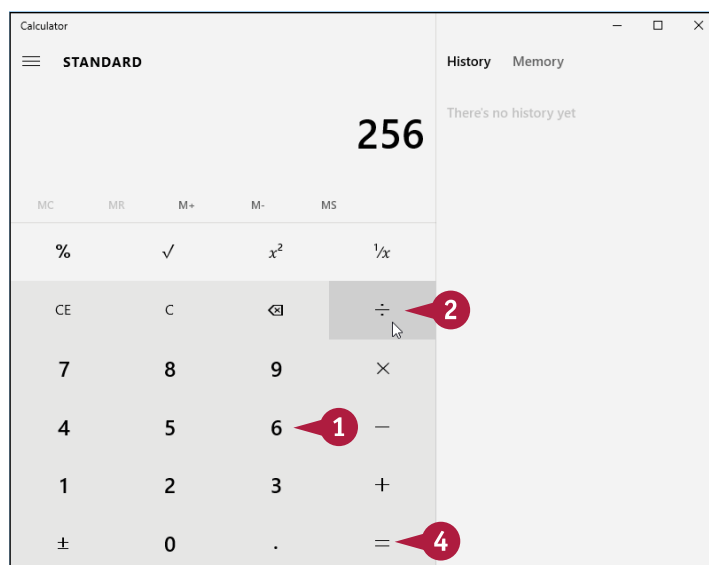 Calculator
STANDARD
History Memory
There's no history yet
256
MC MR M+ M- MS
% √ x² ¹/x
CE C ÷ 2
7 8 9 ×
4 5 6 1 −
1 2 3 +
± 0 . = 4